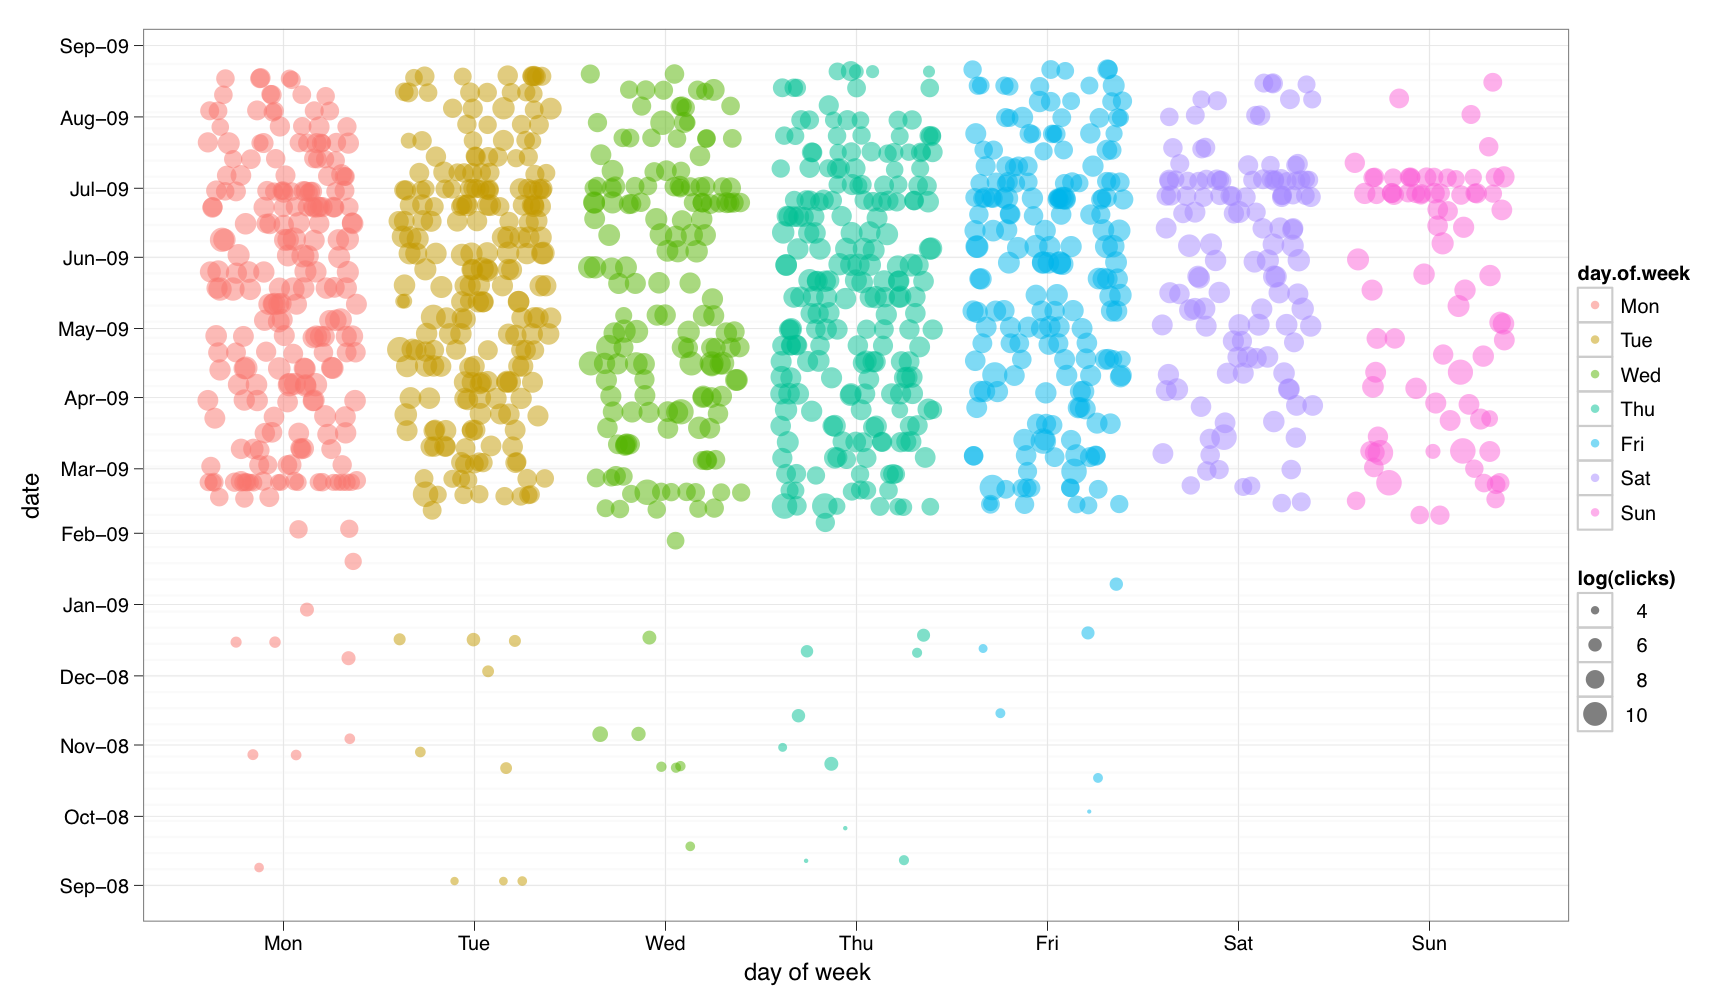 Sep−09
Aug−09
Jul−09
Jun−09
May−09
Apr−09
Mar−09
Feb−09
Jan−09
Dec−08
Nov−08
Oct−08
Sep−08
date
Mon Tue Wed Thu Fri Sat Sun
day of week
day.of.week
Mon
Tue
Wed
Thu
Fri
Sat
Sun
log(clicks)
4
6
8
10